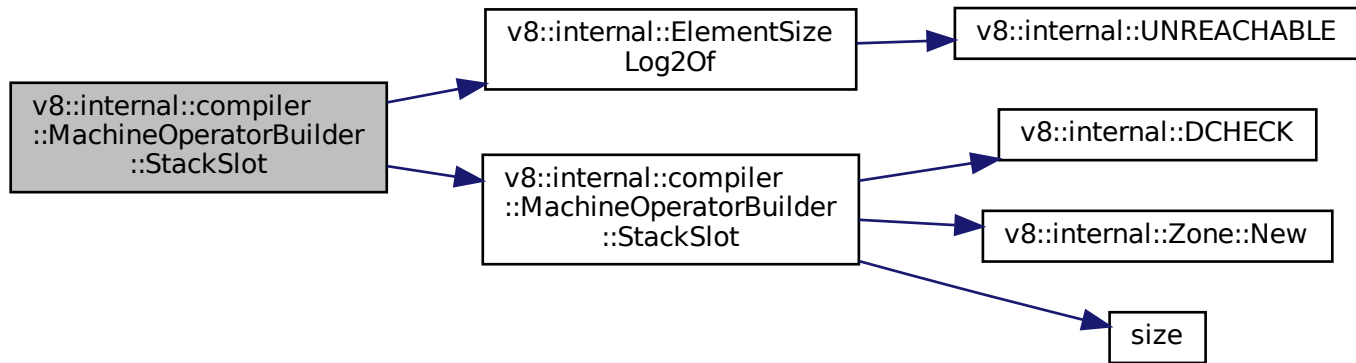 v8::internal::compiler
::MachineOperatorBuilder
::StackSlot
v8::internal::ElementSize
Log2Of
v8::internal::UNREACHABLE
v8::internal::compiler
::MachineOperatorBuilder
::StackSlot
v8::internal::DCHECK
v8::internal::Zone::New
size